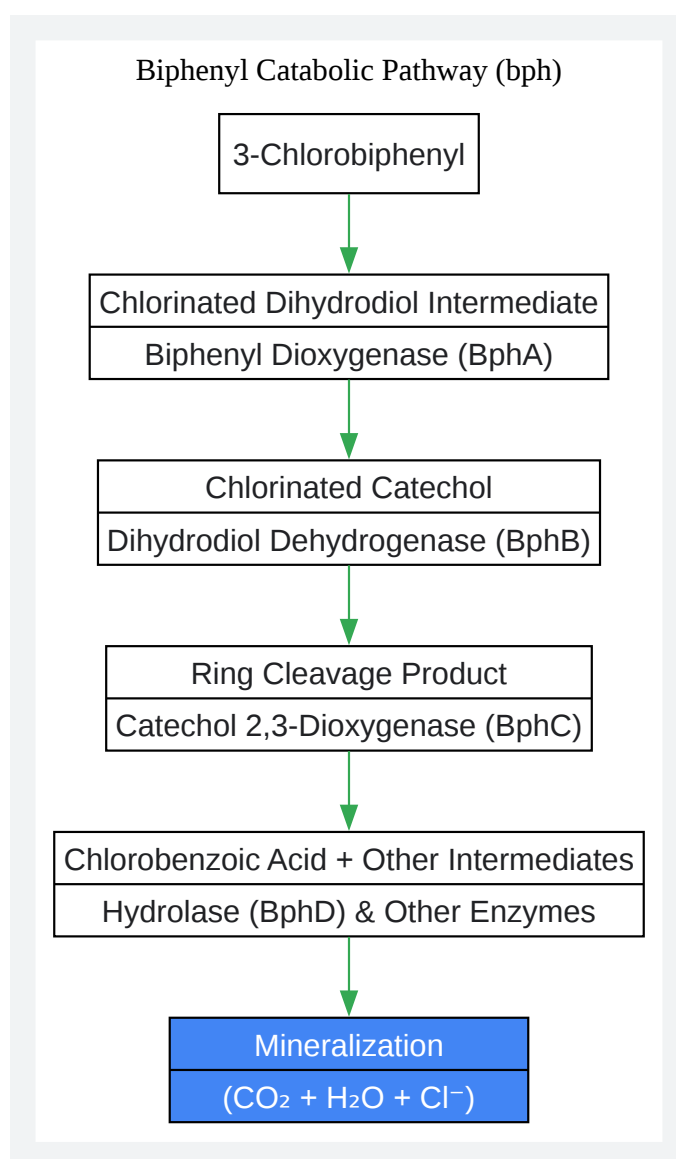 Biphenyl Catabolic Pathway (bph)
3-Chlorobiphenyl
Chlorinated Dihydrodiol Intermediate
Biphenyl Dioxygenase (BphA)
Chlorinated Catechol
Dihydrodiol Dehydrogenase (BphB)
Ring Cleavage Product
Catechol 2,3-Dioxygenase (BphC)
Chlorobenzoic Acid + Other Intermediates
Hydrolase (BphD) & Other Enzymes
Mineralization
(CO₂ + H₂O + Cl⁻)